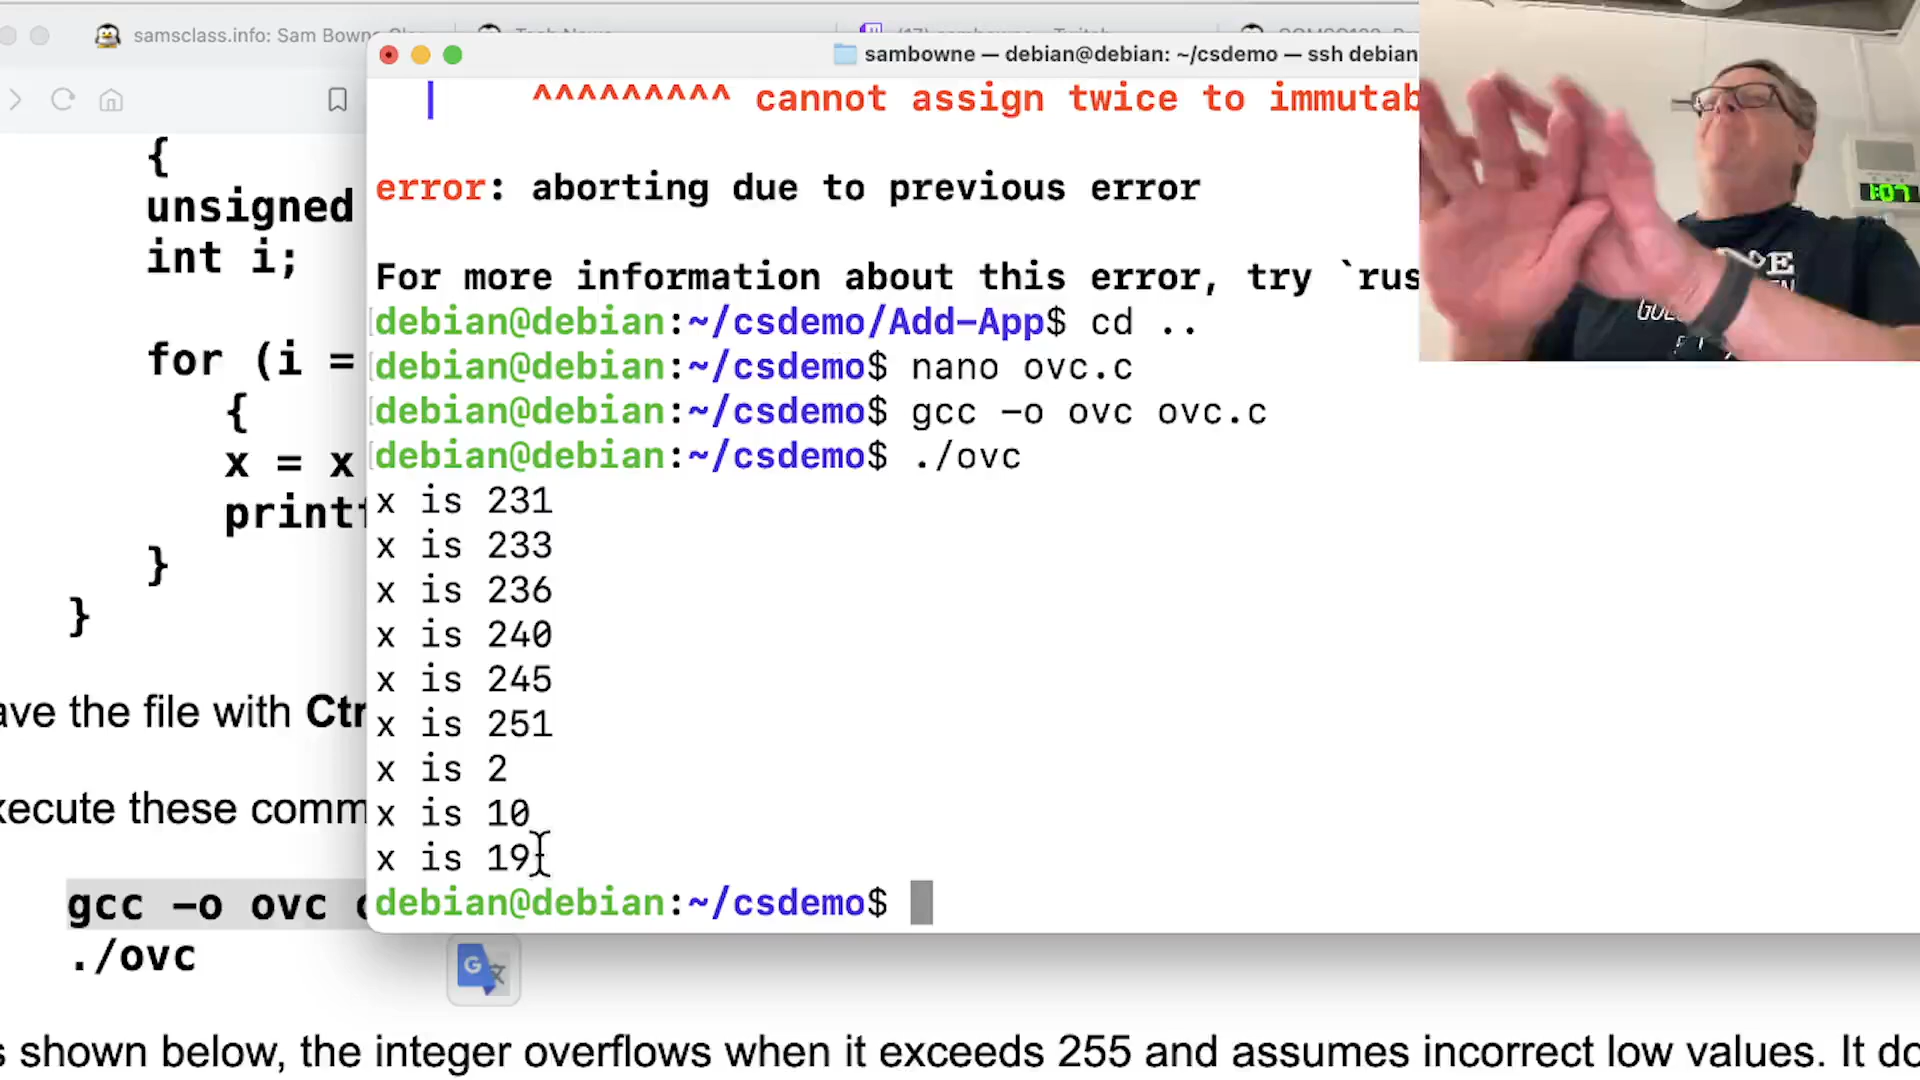 samsclass.info: Sam Bowne
sambowne — debian@debian: ~/csdemo — ssh debian
^^^^^^^^^ cannot assign twice to immutab
error: aborting due to previous error
For more information about this error, try `rus
debian@debian:~/csdemo/Add-App$ cd ..
debian@debian:~/csdemo$ nano ovc.c
debian@debian:~/csdemo$ gcc -o ovc ovc.c
debian@debian:~/csdemo$ ./ovc
x is 231
x is 233
x is 236
x is 240
x is 245
x is 251
x is 2
x is 10
x is 19
debian@debian:~/csdemo$
{
unsigned
int i;
for (i =
{
x = x
print
}
}
ave the file with Ctr
xecute these comm
gcc -o ovc
./ovc
s shown below, the integer overflows when it exceeds 255 and assumes incorrect low values. It do
1:07